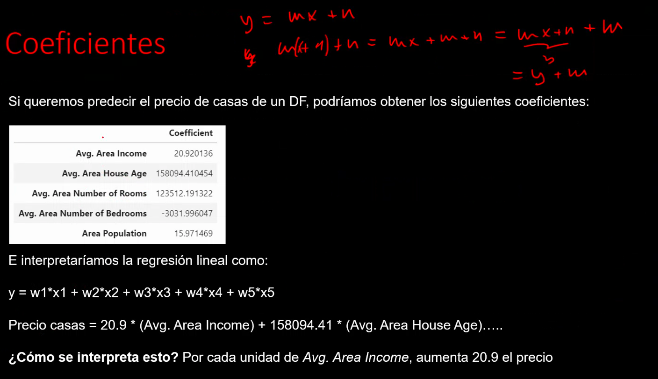 y = mx + n
m(x+1) + n = mx + m + n = mx + n + m
y
= y + m
Coeficientes
Si queremos predecir el precio de casas de un DF, podríamos obtener los siguientes coeficientes:
Coefficient
Avg. Area Income 20.920136
Avg. Area House Age 158094.410454
Avg. Area Number of Rooms 123512.191322
Avg. Area Number of Bedrooms -3031.996047
Area Population 15.971469
E interpretaríamos la regresión lineal como:
y = w1*x1 + w2*x2 + w3*x3 + w4*x4 + w5*x5
Precio casas = 20.9 * (Avg. Area Income) + 158094.41 * (Avg. Area House Age)…..
¿Cómo se interpreta esto? Por cada unidad de Avg. Area Income, aumenta 20.9 el precio